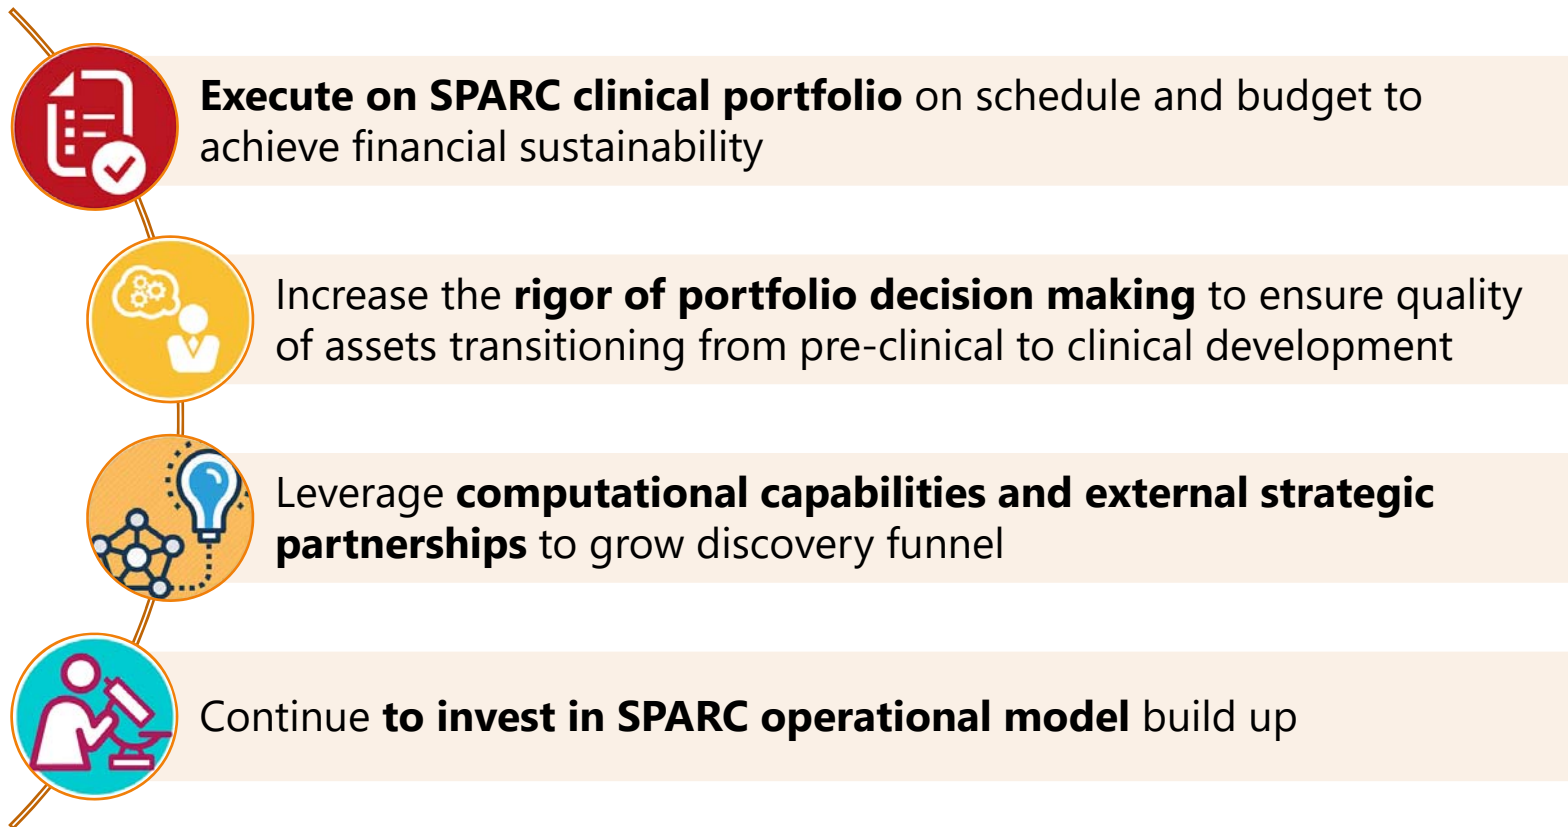 Execute on SPARC clinical portfolio on schedule and budget to
achieve financial sustainability
Increase the rigor of portfolio decision making to ensure quality
of assets transitioning from pre-clinical to clinical development
Leverage computational capabilities and external strategic
partnerships to grow discovery funnel
Continue to invest in SPARC operational model build up